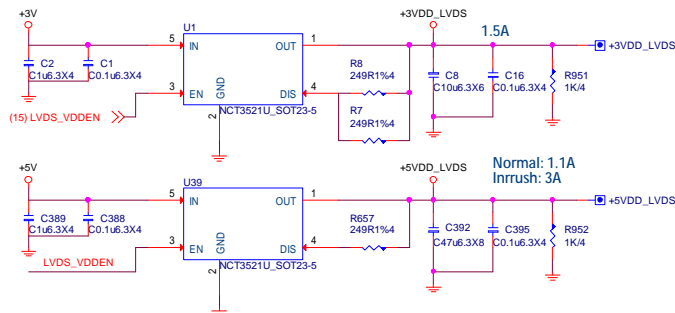 +3V
U1
+3VDD_LVDS
1.5A
5 IN OUT 1
+3VDD_LVDS
C2
C1u6.3X4
C1
C0.1u6.3X4
R8
249R1%4
C8
C10u6.3X6
C16
C0.1u6.3X4
R951
1K/4
3 EN GND DIS 4
(15) LVDS_VDDEN
NCT3521U_SOT23-5
2
R7
249R1%4
+5V
U39
+5VDD_LVDS
Normal: 1.1A
Inrrush: 3A
5 IN OUT 1
+5VDD_LVDS
C389
C1u6.3X4
C388
C0.1u6.3X4
R657
249R1%4
C392
C47u6.3X8
C395
C0.1u6.3X4
R952
1K/4
3 EN GND DIS 4
LVDS_VDDEN
NCT3521U_SOT23-5
2